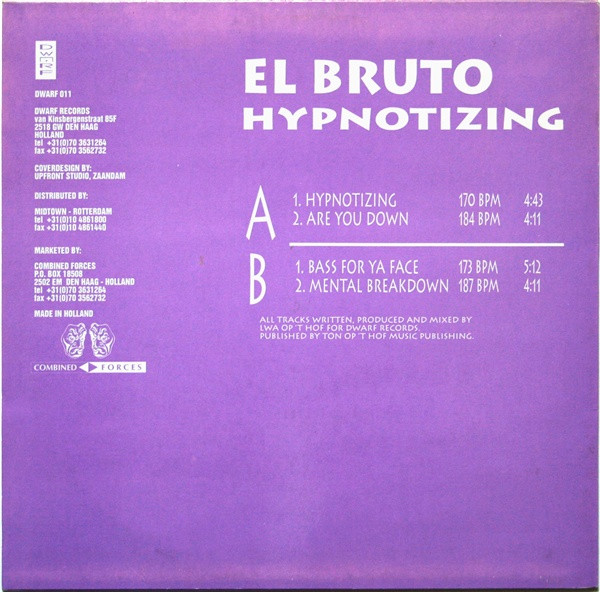 DWARF
DWARF 011
DWARF RECORDS
van Kinsbergenstraat 85F
2518 GW DEN HAAG
HOLLAND
tel +31(0)70 3631264
fax +31(0)70 3562732
COVERDESIGN BY:
UPFRONT STUDIO, ZAANDAM
DISTRIBUTED BY:
MIDTOWN - ROTTERDAM
tel +31(0)10 4861800
fax +31(0)10 4861440
MARKETED BY:
COMBINED FORCES
P.O. BOX 18508
2502 EM DEN HAAG - HOLLAND
tel +31(0)70 3631264
fax +31(0)70 3562732
MADE IN HOLLAND
COMBINED FORCES
EL BRUTO
HYPNOTIZING
A
1. HYPNOTIZING 170 BPM 4:43
2. ARE YOU DOWN 184 BPM 4:11
B
1. BASS FOR YA FACE 173 BPM 5:12
2. MENTAL BREAKDOWN 187 BPM 4:11
ALL TRACKS WRITTEN, PRODUCED AND MIXED BY
LWA OP 'T HOF FOR DWARF RECORDS.
PUBLISHED BY TON OP 'T HOF MUSIC PUBLISHING.